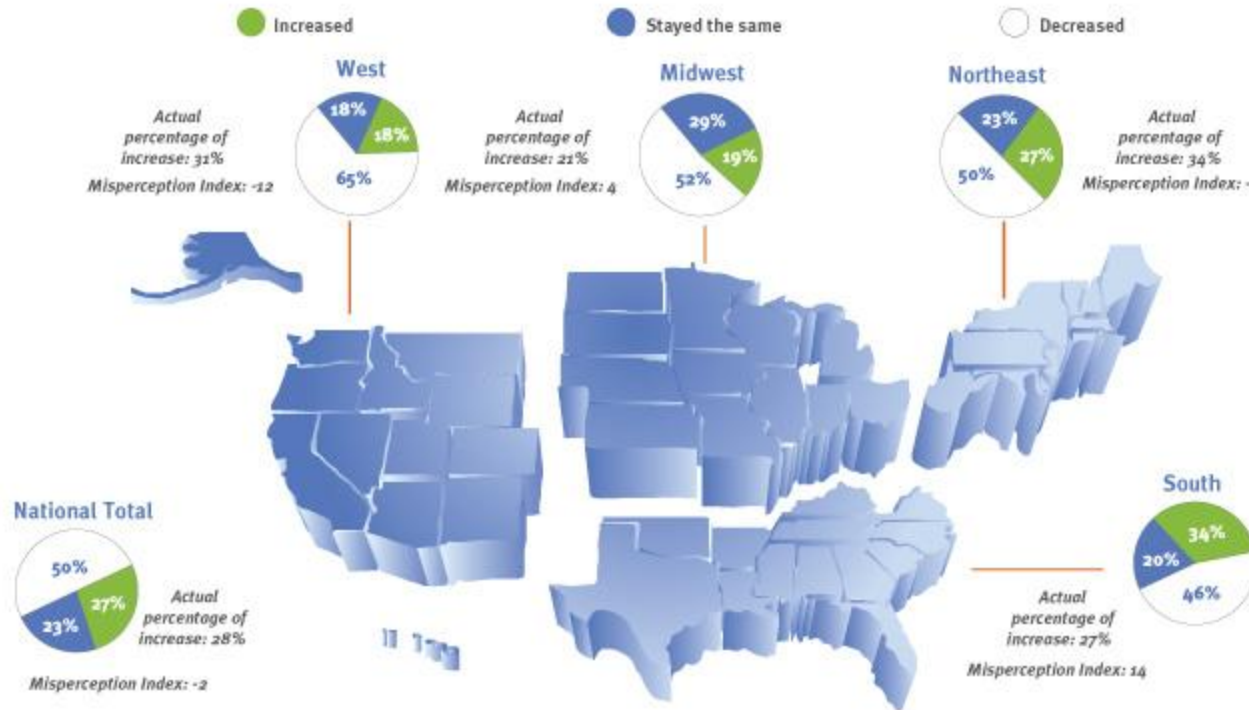 Increased
Stayed the same
Decreased
West
18%
18%
65%
Actual
percentage of
increase: 31%
Misperception Index: -12
Midwest
29%
19%
52%
Actual
percentage of
increase: 21%
Misperception Index: 4
Northeast
23%
27%
50%
Actual
percentage of
increase: 34%
Misperception Index: -
National Total
50%
27%
23%
Actual
percentage of
increase: 28%
Misperception Index: -2
South
34%
20%
46%
Actual
percentage of
increase: 27%
Misperception Index: 14